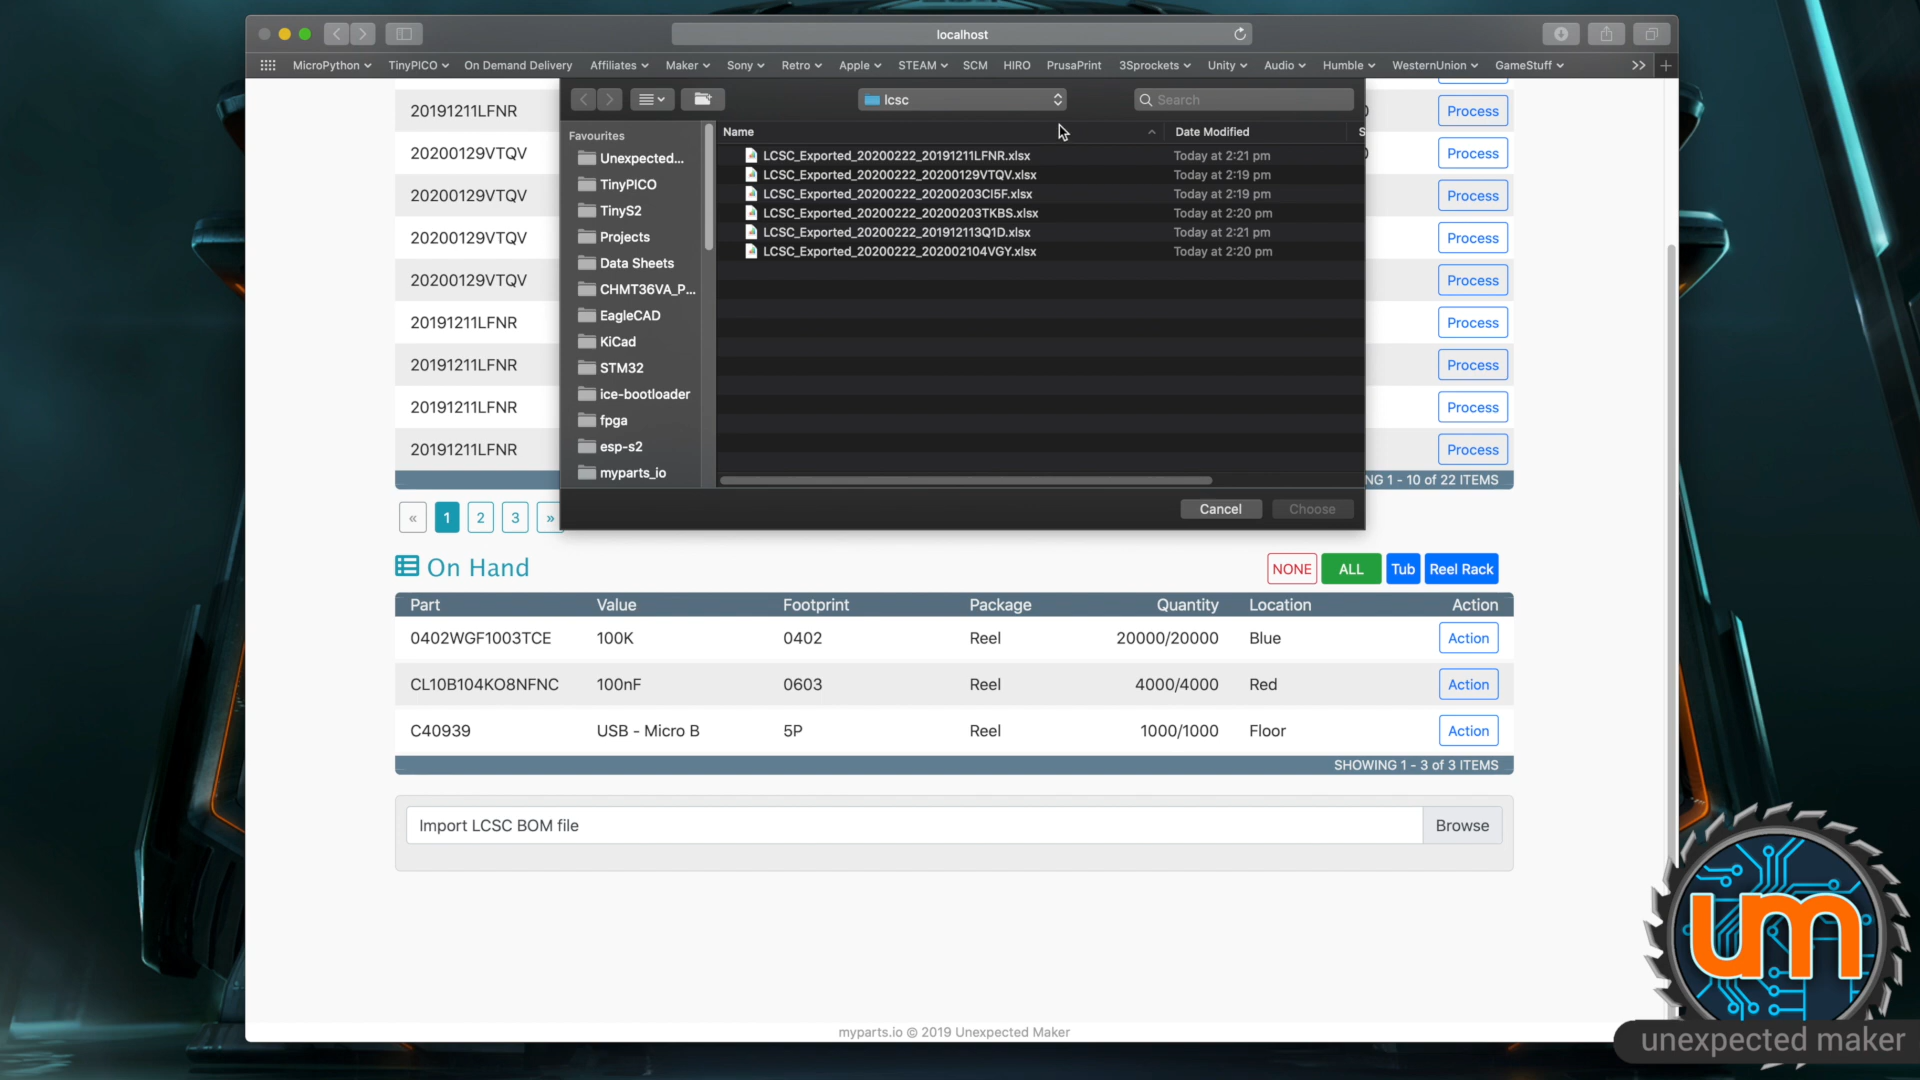 localhost
MicroPython TinyPICO On Demand Delivery Affiliates Maker Sony Retro Apple STEAM SCM HIRO PrusaPrint 3Sprockets Unity Audio Humble WesternUnion GameStuff
lcsc
Search
Favourites
Unexpected...
TinyPICO
TinyS2
Projects
Data Sheets
CHMT36VA_P...
EagleCAD
KiCad
STM32
ice-bootloader
fpga
esp-s2
myparts_io
Name Date Modified S
LCSC_Exported_20200222_20191211LFNR.xlsx Today at 2:21 pm
LCSC_Exported_20200222_20200129VTQV.xlsx Today at 2:19 pm
LCSC_Exported_20200222_20200203CI5F.xlsx Today at 2:19 pm
LCSC_Exported_20200222_20200203TKBS.xlsx Today at 2:20 pm
LCSC_Exported_20200222_201912113Q1D.xlsx Today at 2:21 pm
LCSC_Exported_20200222_202002104VGY.xlsx Today at 2:20 pm
Cancel Choose
20191211LFNR Process
20200129VTQV Process
20200129VTQV Process
20200129VTQV Process
20200129VTQV Process
20191211LFNR Process
20191211LFNR Process
20191211LFNR Process
20191211LFNR Process
NG 1 - 10 of 22 ITEMS
« 1 2 3 »
On Hand
NONE ALL Tub Reel Rack
Part Value Footprint Package Quantity Location Action
0402WGF1003TCE 100K 0402 Reel 20000/20000 Blue Action
CL10B104KO8NFNC 100nF 0603 Reel 4000/4000 Red Action
C40939 USB - Micro B 5P Reel 1000/1000 Floor Action
SHOWING 1 - 3 of 3 ITEMS
Import LCSC BOM file Browse
myparts.io © 2019 Unexpected Maker
um
unexpected maker